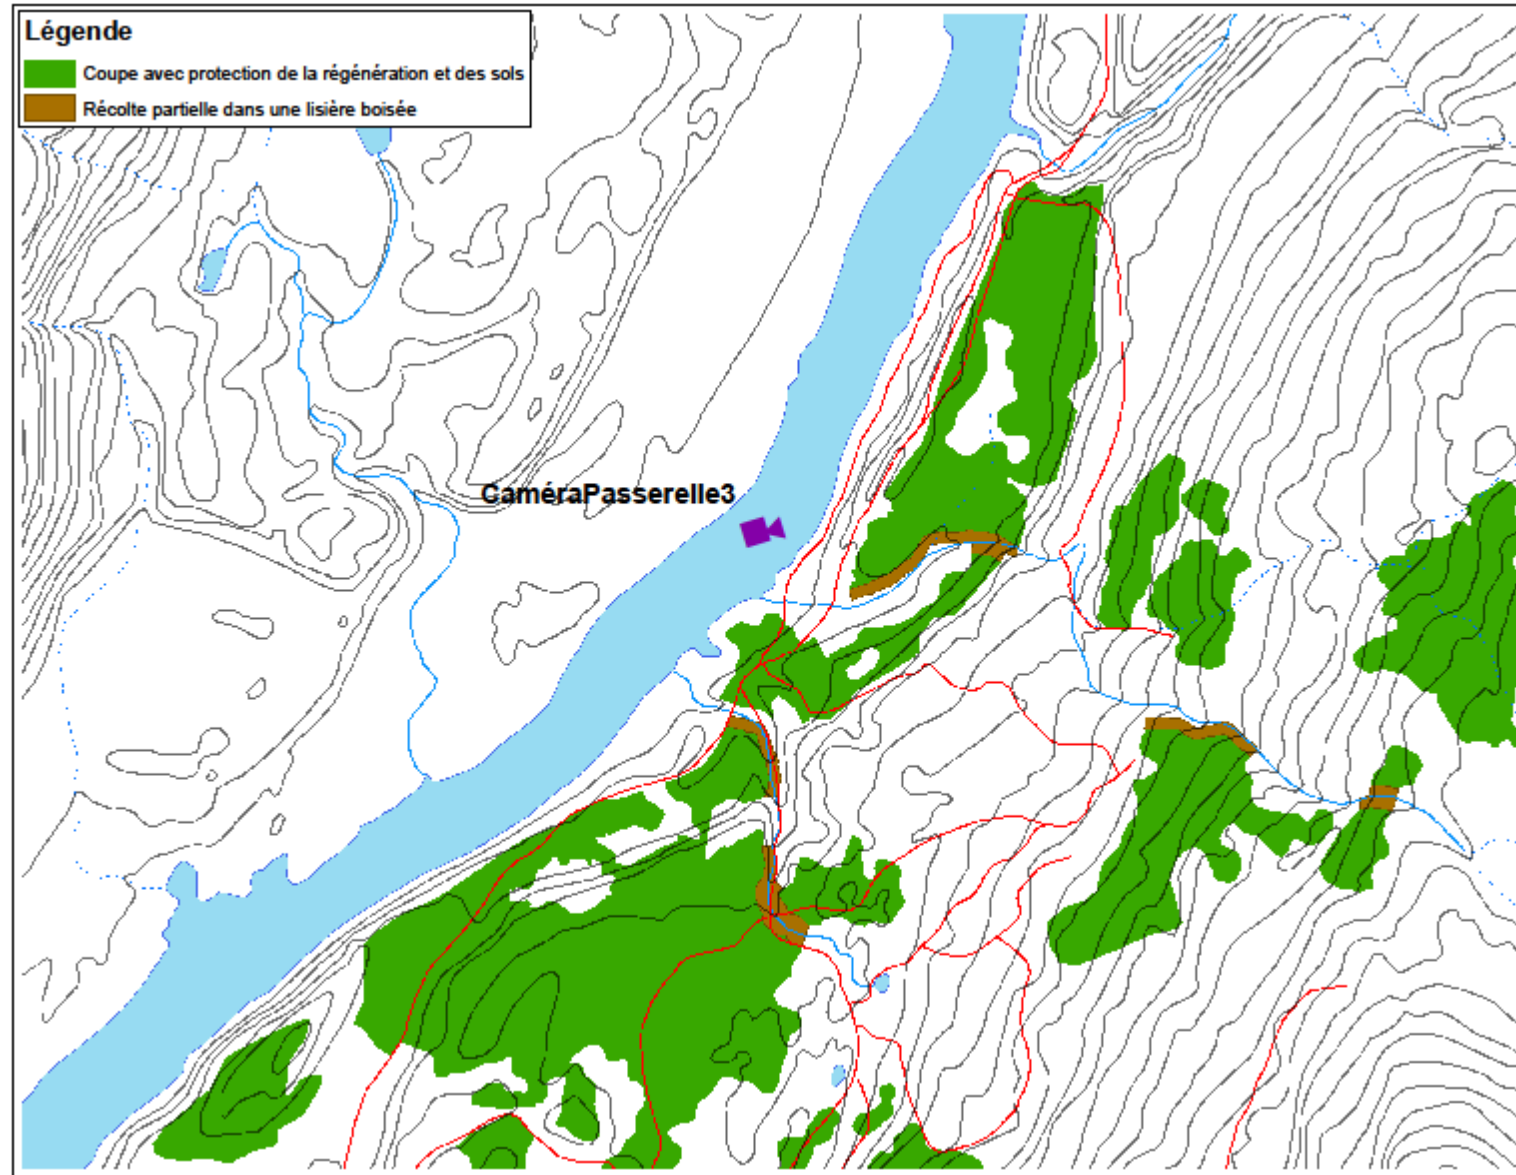 Légende
Coupe avec protection de la régénération et des sols
Récolte partielle dans une lisière boisée
CaméraPasserelle3